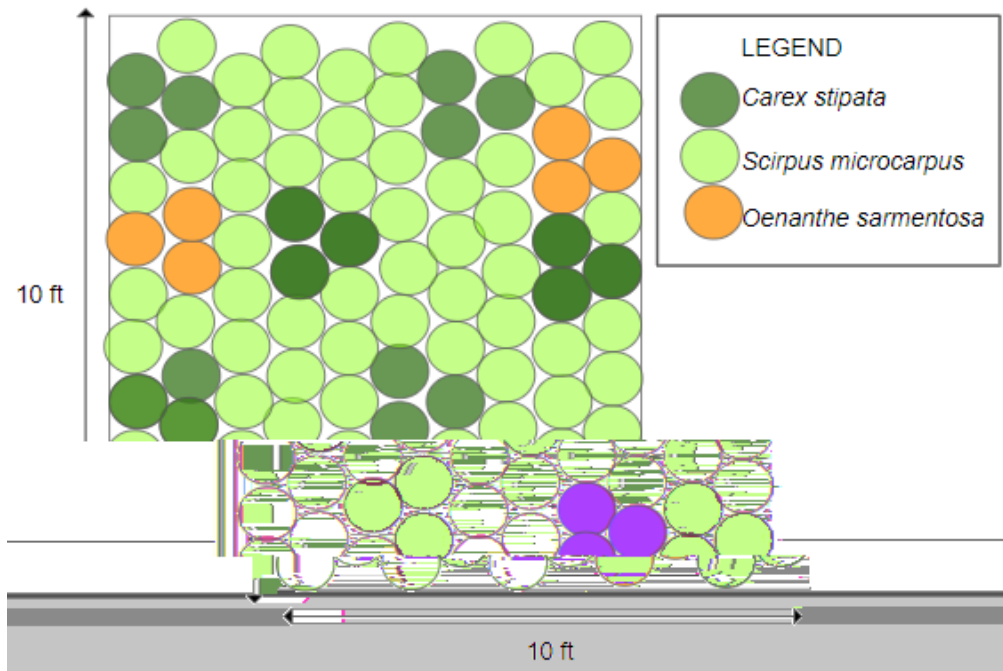 LEGEND
Carex stipata
Scirpus microcarpus
Oenanthe sarmentosa
10 ft
10 ft